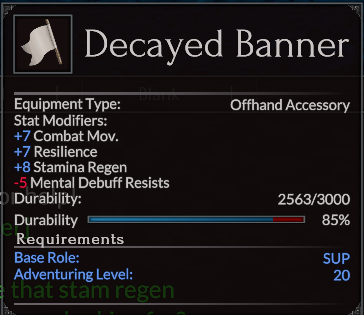 Decayed Banner
Equipment Type: Offhand Accessory
Stat Modifiers:
+7 Combat Mov.
+7 Resilience
+8 Stamina Regen
-5 Mental Debuff Resists
Durability: 2563/3000
Durability 85%
Requirements
Base Role: SUP
Adventuring Level: 20
that stam regen